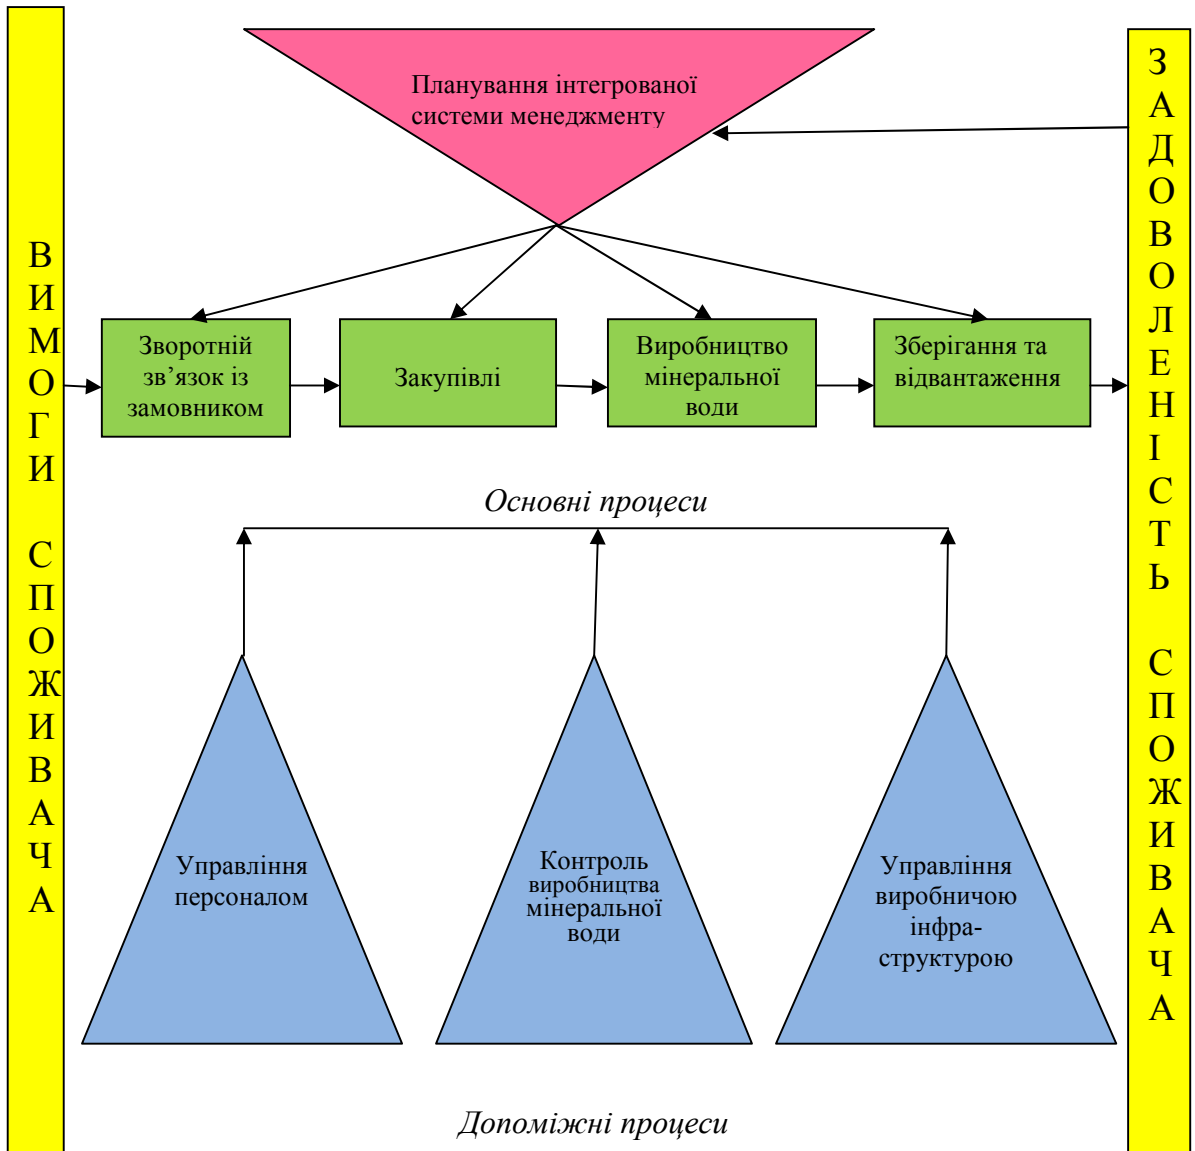 Планування інтегрованої
системи менеджменту
ВИМОГИ СПОЖИВАЧА
Зворотній
зв’язок із
замовником
Закупівлі
Виробництво
мінеральної
води
Зберігання та
відвантаження
ЗАДОВОЛЕНІСТЬ СПОЖИВАЧА
Основні процеси
Управління
персоналом
Контроль
виробництва
мінеральної
води
Управління
виробничою
інфра-
структурою
Допоміжні процеси